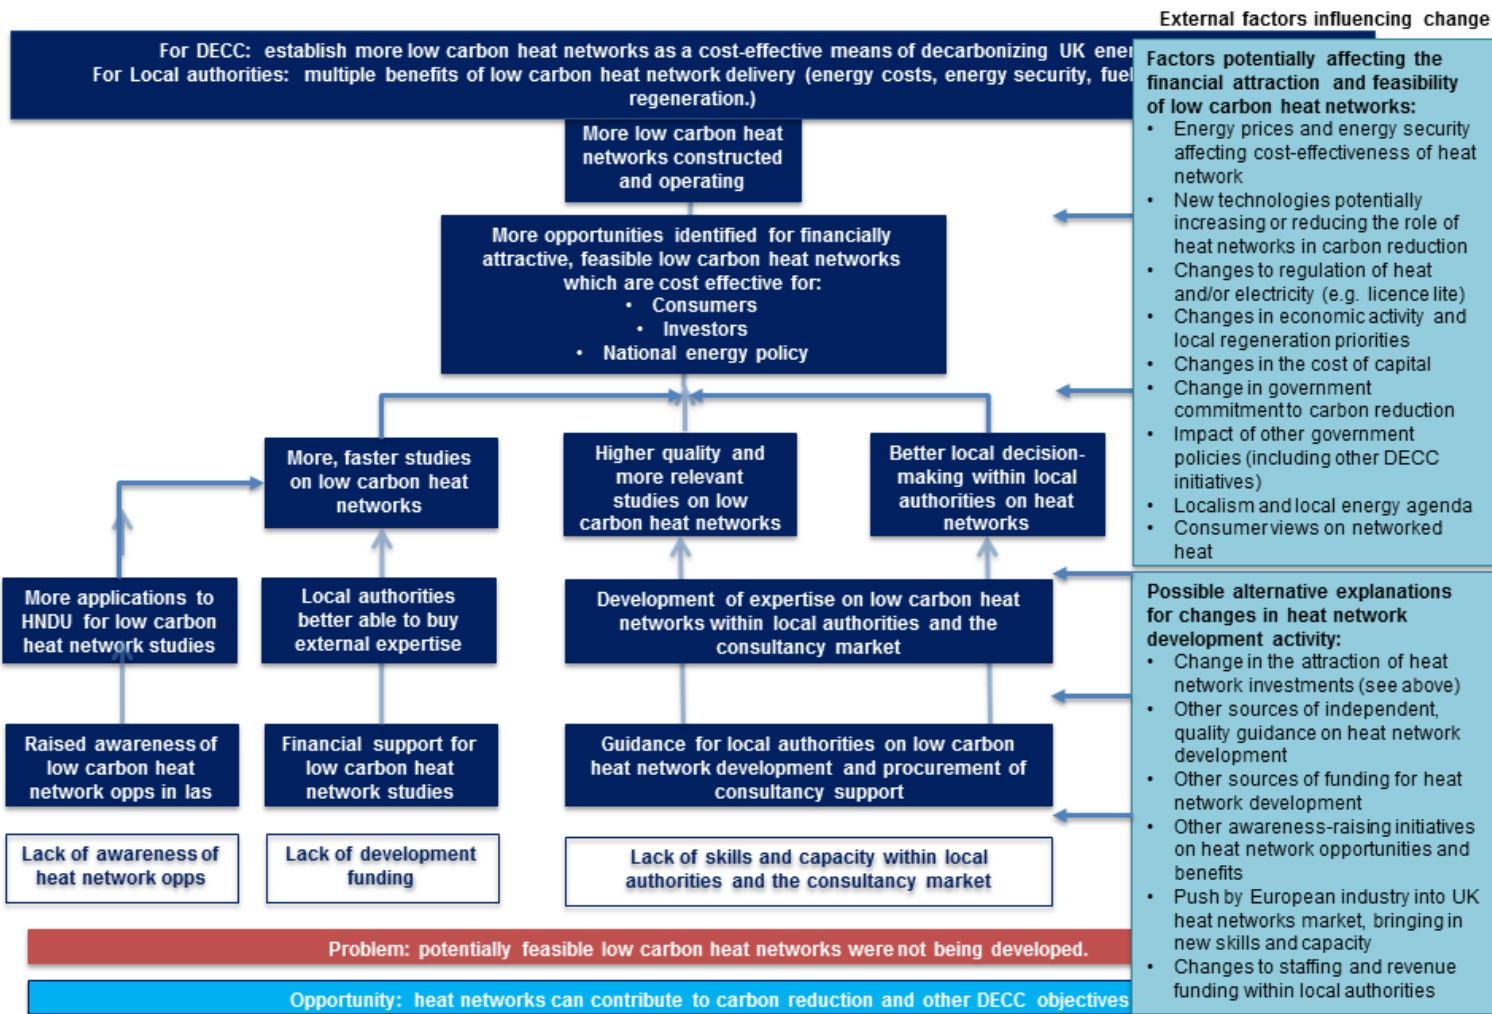 External factors influencing change
For DECC: establish more low carbon heat networks as a cost-effective means of decarbonizing UK ener
For Local authorities: multiple benefits of low carbon heat network delivery (energy costs, energy security, fuel
regeneration.)
More low carbon heat
networks constructed
and operating
More opportunities identified for financially
attractive, feasible low carbon heat networks
which are cost effective for:
• Consumers
• Investors
• National energy policy
More, faster studies
on low carbon heat
networks
Higher quality and
more relevant
studies on low
carbon heat networks
Better local decision-
making within local
authorities on heat
networks
More applications to
HNDU for low carbon
heat network studies
Local authorities
better able to buy
external expertise
Development of expertise on low carbon heat
networks within local authorities and the
consultancy market
Raised awareness of
low carbon heat
network opps in las
Financial support for
low carbon heat
network studies
Guidance for local authorities on low carbon
heat network development and procurement of
consultancy support
Lack of awareness of
heat network opps
Lack of development
funding
Lack of skills and capacity within local
authorities and the consultancy market
Problem: potentially feasible low carbon heat networks were not being developed.
Opportunity: heat networks can contribute to carbon reduction and other DECC objectives
Factors potentially affecting the
financial attraction and feasibility
of low carbon heat networks:
• Energy prices and energy security
affecting cost-effectiveness of heat
network
• New technologies potentially
increasing or reducing the role of
heat networks in carbon reduction
• Changes to regulation of heat
and/or electricity (e.g. licence lite)
• Changes in economic activity and
local regeneration priorities
• Changes in the cost of capital
• Change in government
commitment to carbon reduction
• Impact of other government
policies (including other DECC
initiatives)
• Localism and local energy agenda
• Consumer views on networked
heat
Possible alternative explanations
for changes in heat network
development activity:
• Change in the attraction of heat
network investments (see above)
• Other sources of independent,
quality guidance on heat network
development
• Other sources of funding for heat
network development
• Other awareness-raising initiatives
on heat network opportunities and
benefits
• Push by European industry into UK
heat networks market, bringing in
new skills and capacity
• Changes to staffing and revenue
funding within local authorities